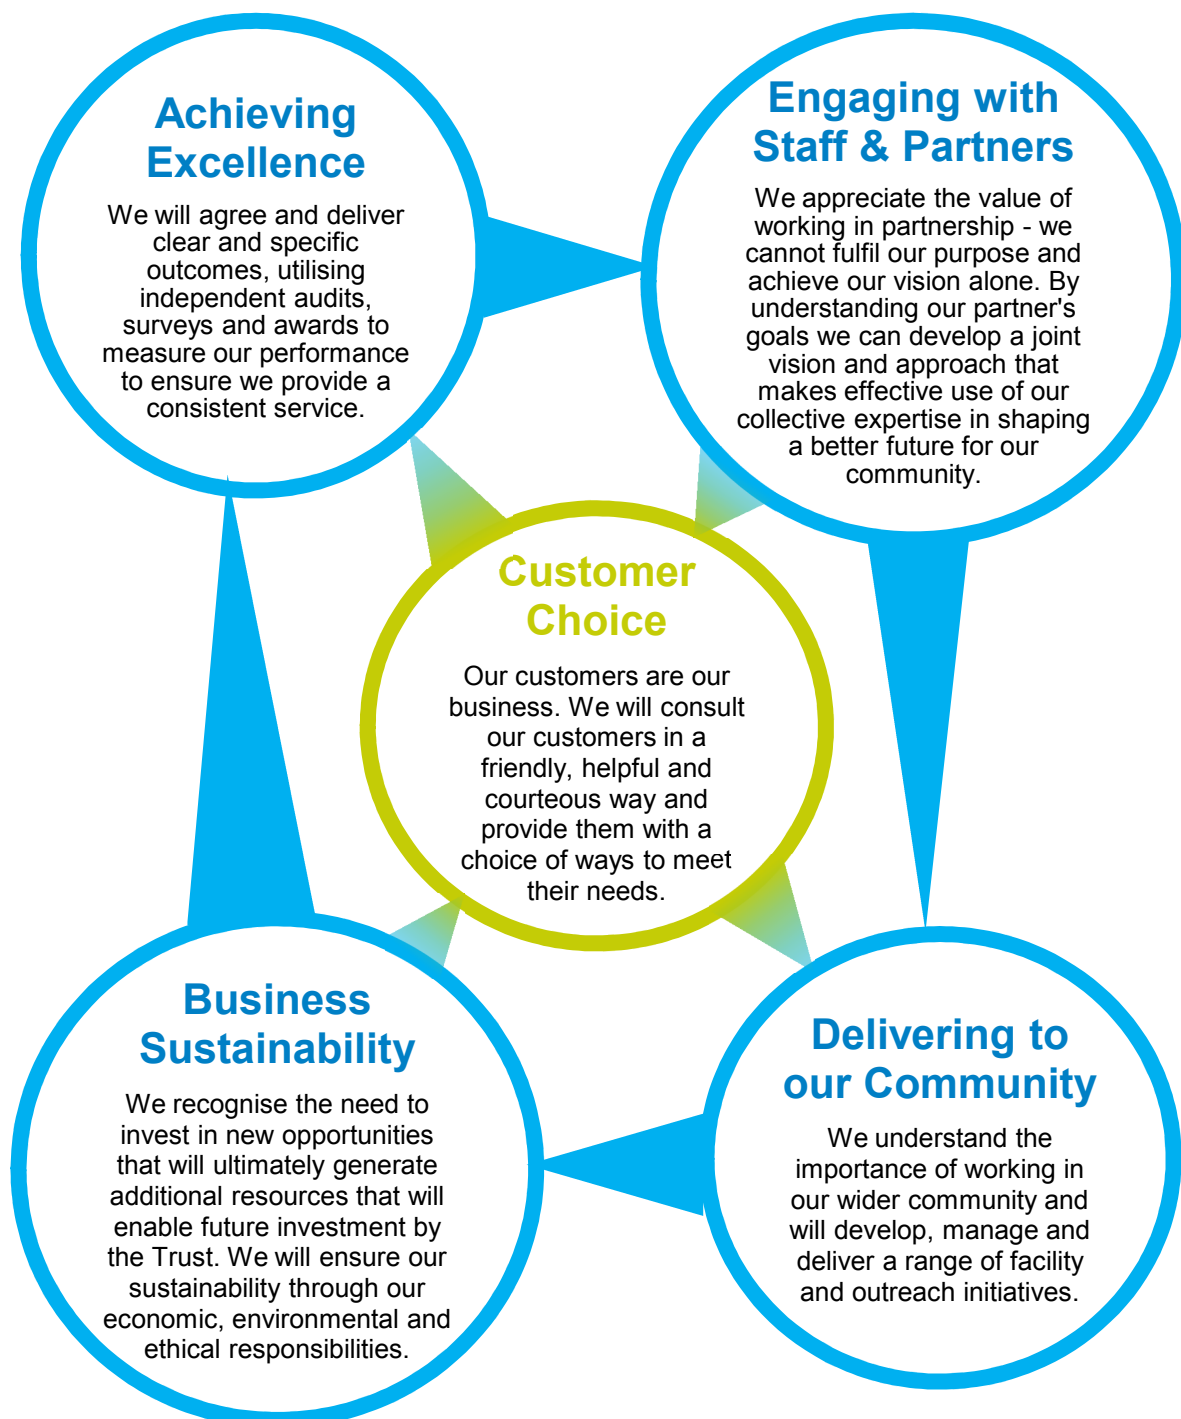 Achieving
Excellence
We will agree and deliver
clear and specific
outcomes, utilising
independent audits,
surveys and awards to
measure our performance
to ensure we provide a
consistent service.
Engaging with
Staff & Partners
We appreciate the value of
working in partnership - we
cannot fulfil our purpose and
achieve our vision alone. By
understanding our partner's
goals we can develop a joint
vision and approach that
makes effective use of our
collective expertise in shaping
a better future for our
community.
Customer
Choice
Our customers are our
business. We will consult
our customers in a
friendly, helpful and
courteous way and
provide them with a
choice of ways to meet
their needs.
Business
Sustainability
We recognise the need to
invest in new opportunities
that will ultimately generate
additional resources that will
enable future investment by
the Trust. We will ensure our
sustainability through our
economic, environmental and
ethical responsibilities.
Delivering to
our Community
We understand the
importance of working in
our wider community and
will develop, manage and
deliver a range of facility
and outreach initiatives.